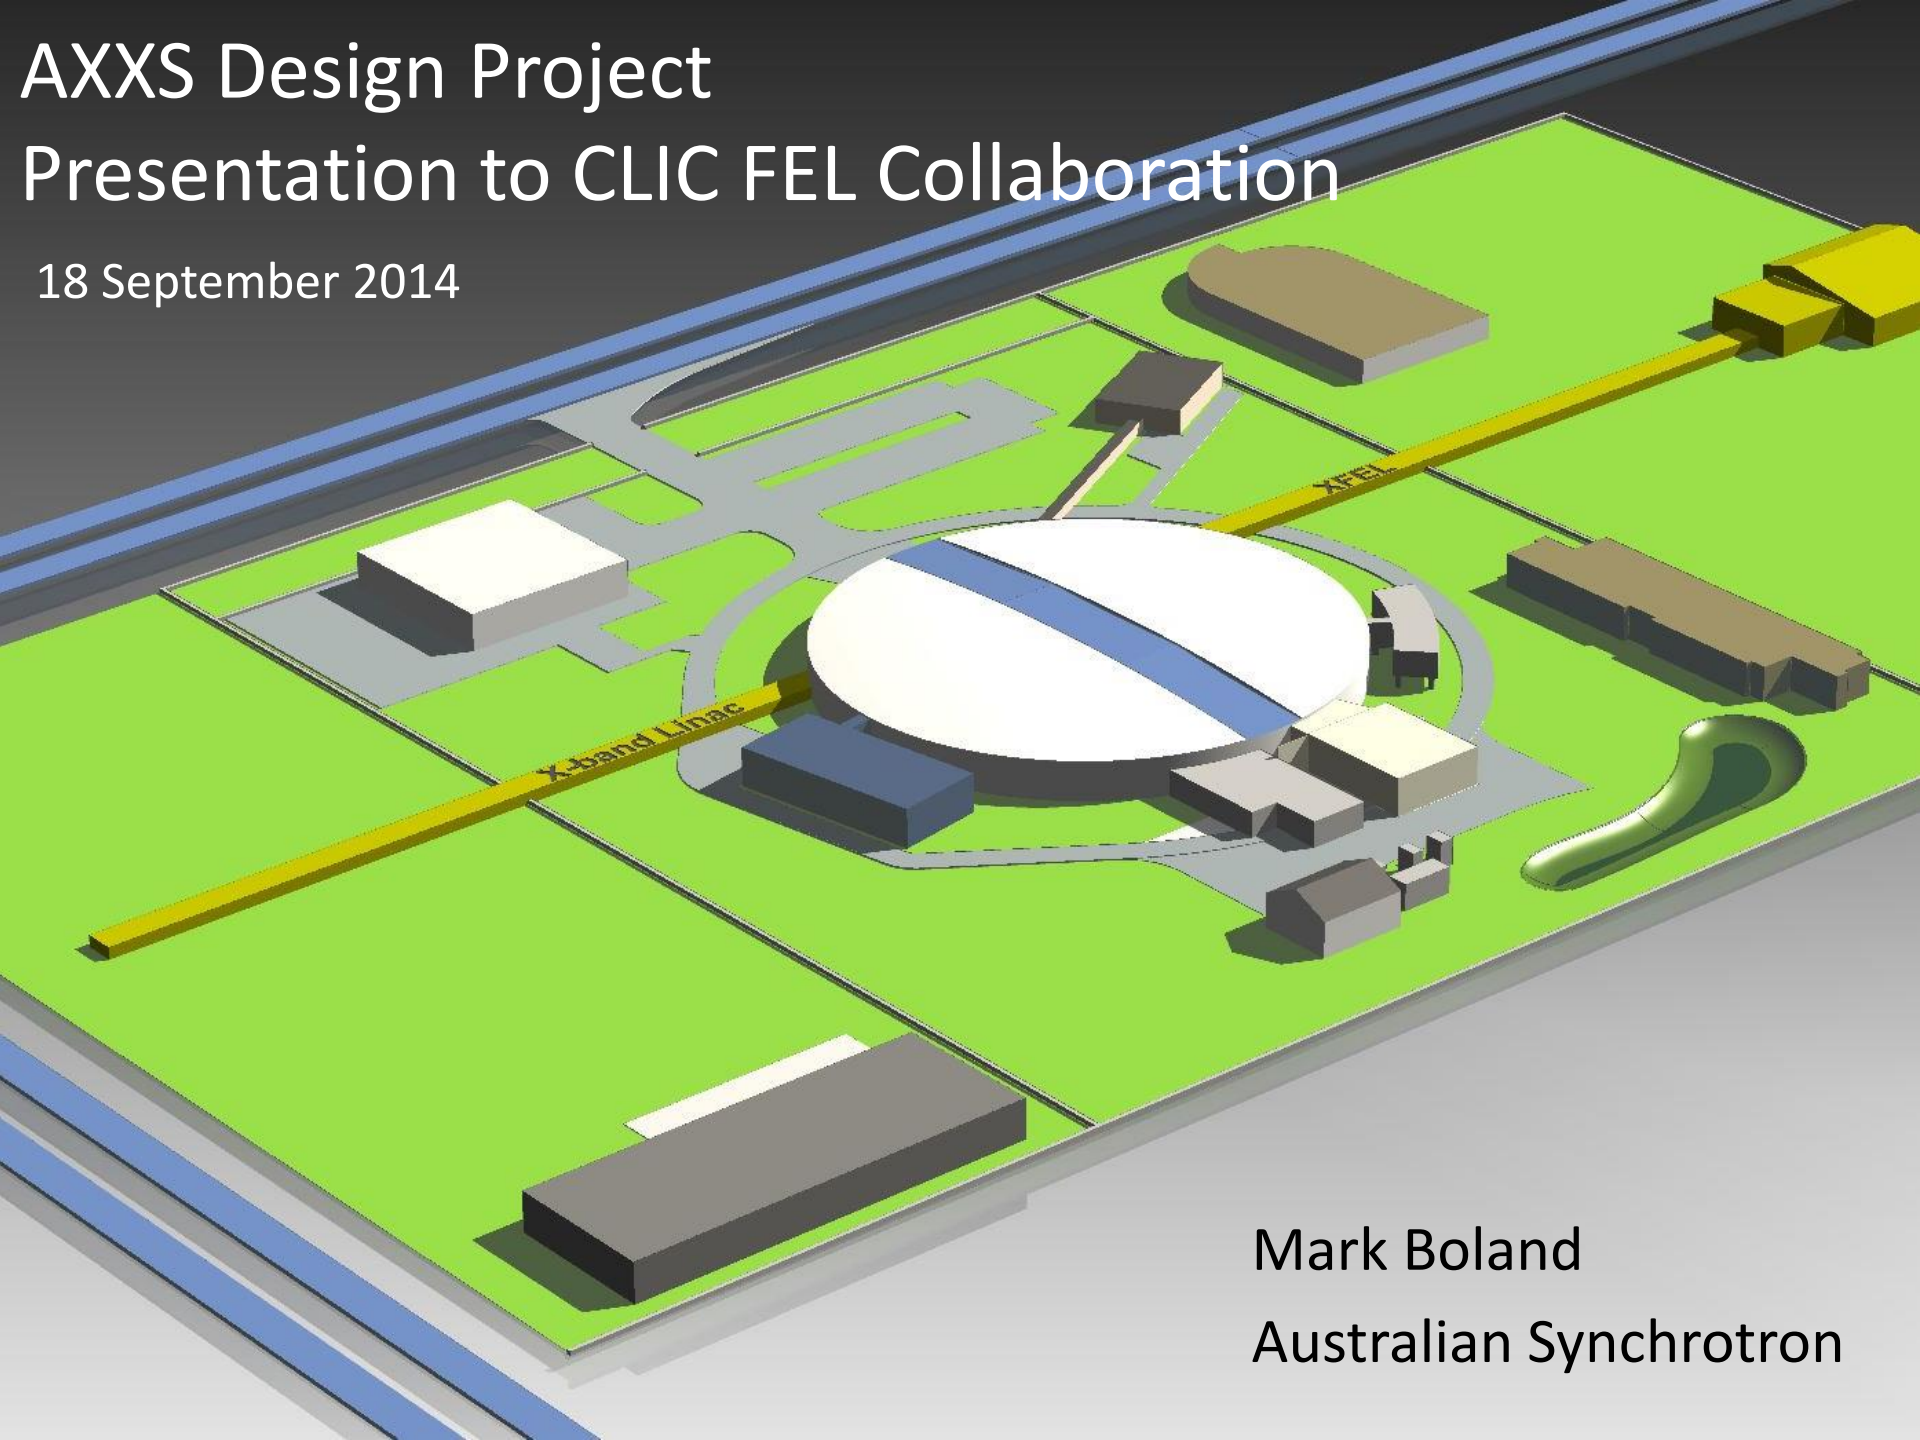 AXXS Design Project
Presentation to CLIC FEL Collaboration
18 September 2014
XFEL
X-band Linac
Mark Boland
Australian Synchrotron